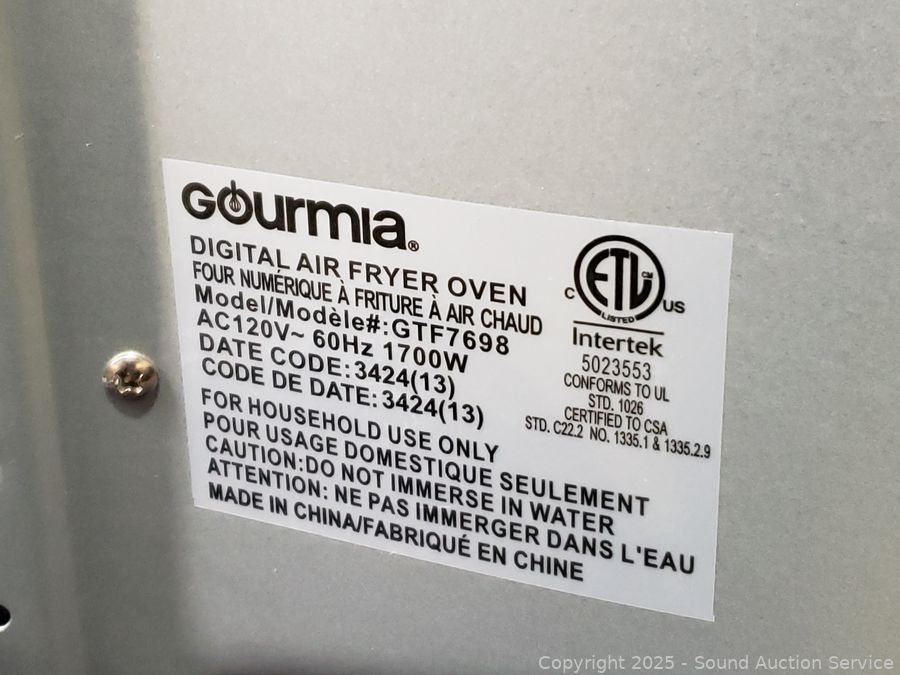 Gourmia®
DIGITAL AIR FRYER OVEN
FOUR NUMÉRIQUE À FRITURE À AIR CHAUD
Model/Modèle#:GTF7698
AC120V~ 60Hz 1700W
DATE CODE:3424(13)
CODE DE DATE:3424(13)
FOR HOUSEHOLD USE ONLY
POUR USAGE DOMESTIQUE SEULEMENT
CAUTION:DO NOT IMMERSE IN WATER
ATTENTION: NE PAS IMMERGER DANS L'EAU
MADE IN CHINA/FABRIQUÉ EN CHINE
ETL CM
C US
LISTED
Intertek
5023553
CONFORMS TO UL
STD. 1026
CERTIFIED TO CSA
STD. C22.2 NO. 1335.1 & 1335.2.9
Copyright 2025 - Sound Auction Service